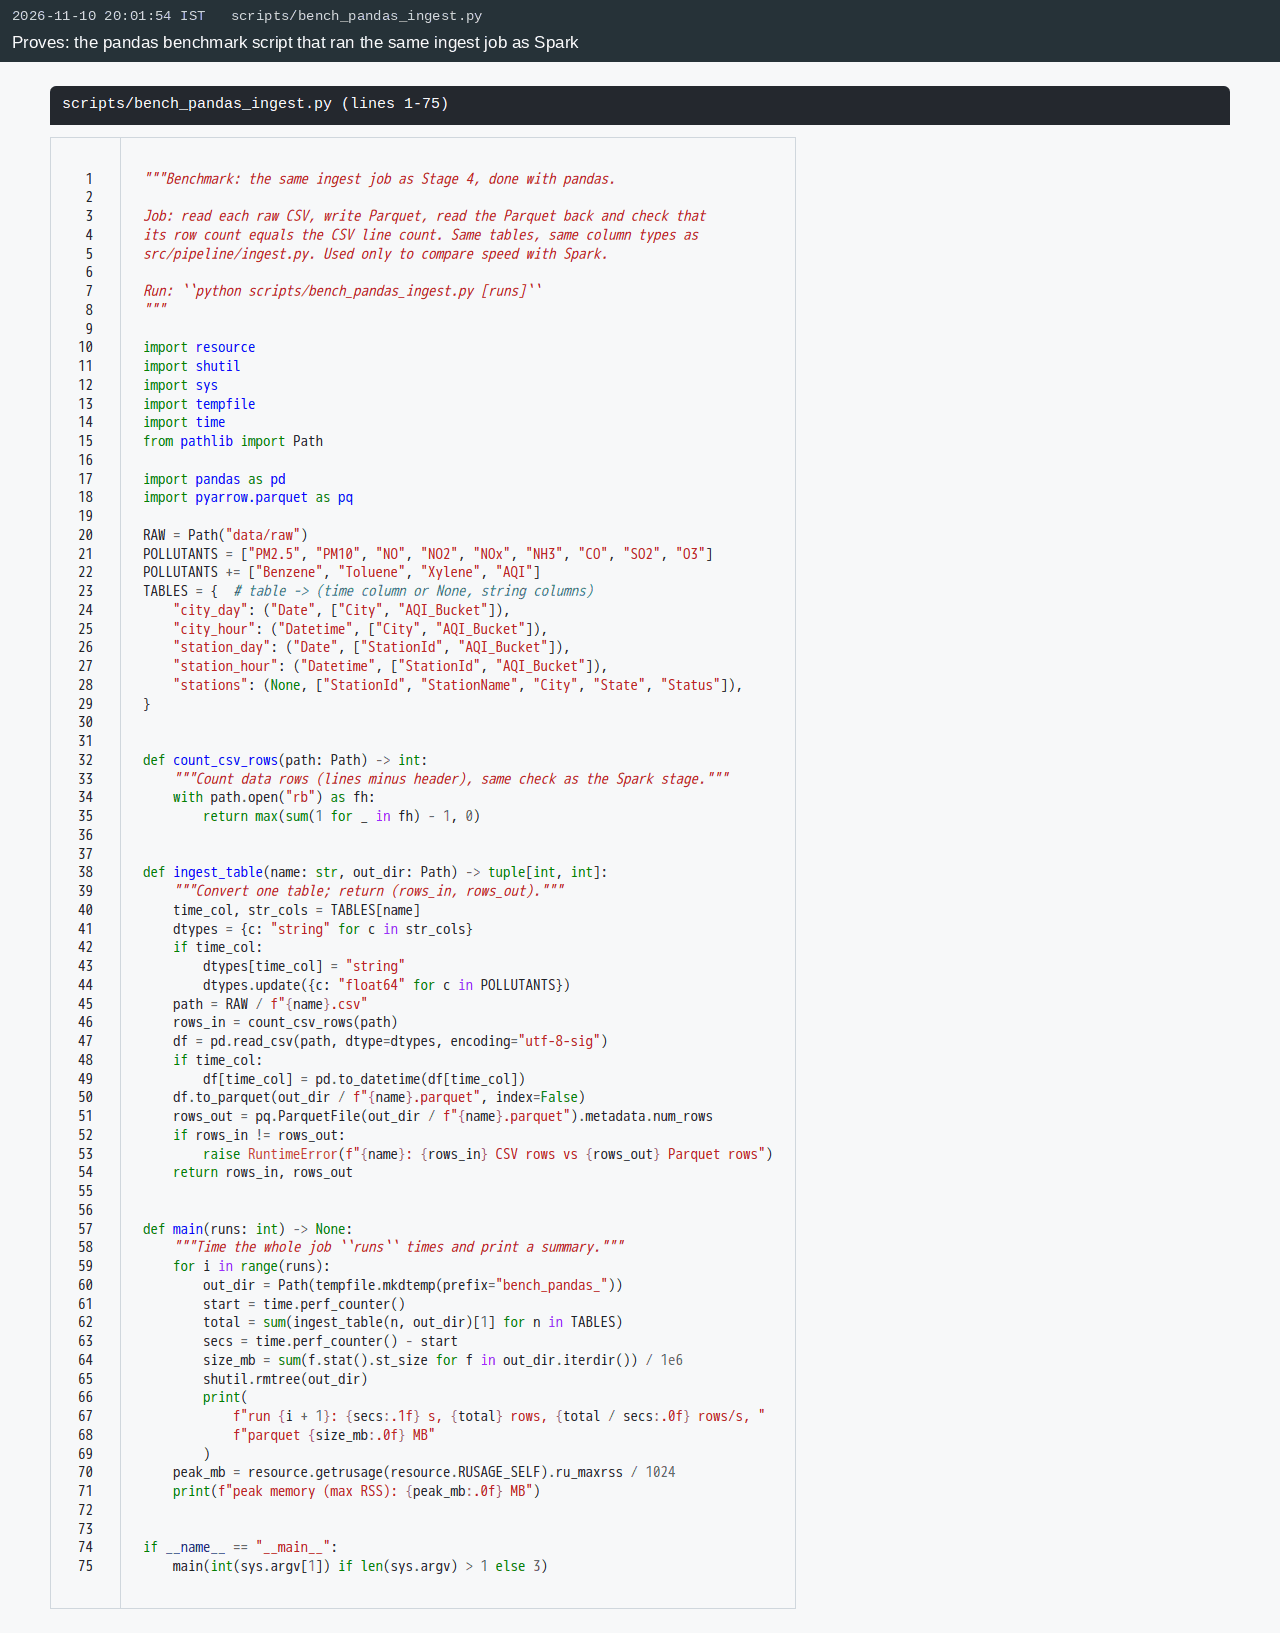 2026-11-10 20:01:54 IST   scripts/bench_pandas_ingest.py
Proves: the pandas benchmark script that ran the same ingest job as Spark
scripts/bench_pandas_ingest.py (lines 1-75)
1 """Benchmark: the same ingest job as Stage 4, done with pandas.
2
3 Job: read each raw CSV, write Parquet, read the Parquet back and check that
4 its row count equals the CSV line count. Same tables, same column types as
5 src/pipeline/ingest.py. Used only to compare speed with Spark.
6
7 Run: ``python scripts/bench_pandas_ingest.py [runs]``
8 """
9
10 import resource
11 import shutil
12 import sys
13 import tempfile
14 import time
15 from pathlib import Path
16
17 import pandas as pd
18 import pyarrow.parquet as pq
19
20 RAW = Path("data/raw")
21 POLLUTANTS = ["PM2.5", "PM10", "NO", "NO2", "NOx", "NH3", "CO", "SO2", "O3"]
22 POLLUTANTS += ["Benzene", "Toluene", "Xylene", "AQI"]
23 TABLES = {  # table -> (time column or None, string columns)
24     "city_day": ("Date", ["City", "AQI_Bucket"]),
25     "city_hour": ("Datetime", ["City", "AQI_Bucket"]),
26     "station_day": ("Date", ["StationId", "AQI_Bucket"]),
27     "station_hour": ("Datetime", ["StationId", "AQI_Bucket"]),
28     "stations": (None, ["StationId", "StationName", "City", "State", "Status"]),
29 }
30
31
32 def count_csv_rows(path: Path) -> int:
33     """Count data rows (lines minus header), same check as the Spark stage."""
34     with path.open("rb") as fh:
35         return max(sum(1 for _ in fh) - 1, 0)
36
37
38 def ingest_table(name: str, out_dir: Path) -> tuple[int, int]:
39     """Convert one table; return (rows_in, rows_out)."""
40     time_col, str_cols = TABLES[name]
41     dtypes = {c: "string" for c in str_cols}
42     if time_col:
43         dtypes[time_col] = "string"
44         dtypes.update({c: "float64" for c in POLLUTANTS})
45     path = RAW / f"{name}.csv"
46     rows_in = count_csv_rows(path)
47     df = pd.read_csv(path, dtype=dtypes, encoding="utf-8-sig")
48     if time_col:
49         df[time_col] = pd.to_datetime(df[time_col])
50     df.to_parquet(out_dir / f"{name}.parquet", index=False)
51     rows_out = pq.ParquetFile(out_dir / f"{name}.parquet").metadata.num_rows
52     if rows_in != rows_out:
53         raise RuntimeError(f"{name}: {rows_in} CSV rows vs {rows_out} Parquet rows")
54     return rows_in, rows_out
55
56
57 def main(runs: int) -> None:
58     """Time the whole job ``runs`` times and print a summary."""
59     for i in range(runs):
60         out_dir = Path(tempfile.mkdtemp(prefix="bench_pandas_"))
61         start = time.perf_counter()
62         total = sum(ingest_table(n, out_dir)[1] for n in TABLES)
63         secs = time.perf_counter() - start
64         size_mb = sum(f.stat().st_size for f in out_dir.iterdir()) / 1e6
65         shutil.rmtree(out_dir)
66         print(
67             f"run {i + 1}: {secs:.1f} s, {total} rows, {total / secs:.0f} rows/s, "
68             f"parquet {size_mb:.0f} MB"
69         )
70     peak_mb = resource.getrusage(resource.RUSAGE_SELF).ru_maxrss / 1024
71     print(f"peak memory (max RSS): {peak_mb:.0f} MB")
72
73
74 if __name__ == "__main__":
75     main(int(sys.argv[1]) if len(sys.argv) > 1 else 3)